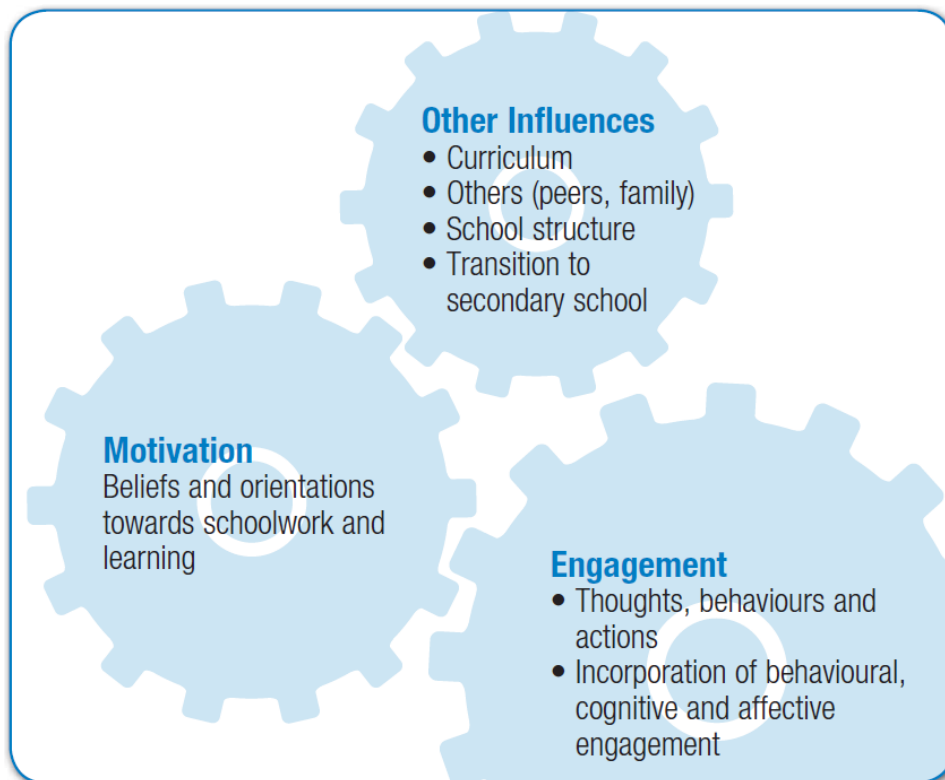 Other Influences
• Curriculum
• Others (peers, family)
• School structure
• Transition to
secondary school
Motivation
Beliefs and orientations
towards schoolwork and
learning
Engagement
• Thoughts, behaviours and
actions
• Incorporation of behavioural,
cognitive and affective
engagement